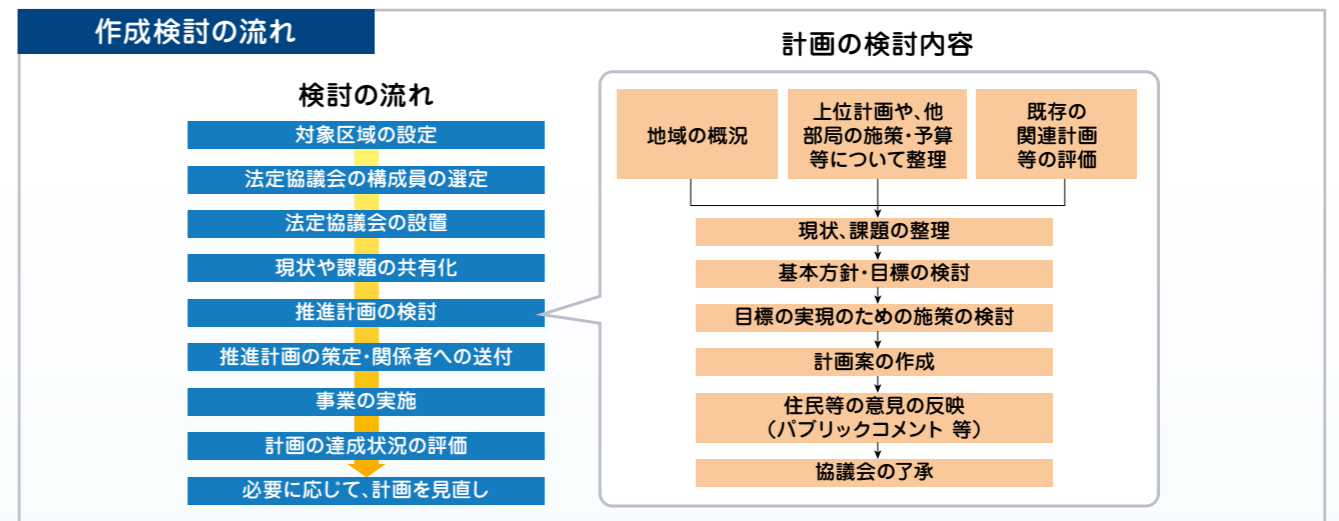 作成検討の流れ
検討の流れ
対象区域の設定
法定協議会の構成員の選定
法定協議会の設置
現状や課題の共有化
推進計画の検討
推進計画の策定・関係者への送付
事業の実施
計画の達成状況の評価
必要に応じて、計画を見直し
計画の検討内容
地域の概況
上位計画や、他
部局の施策・予算
等について整理
既存の
関連計画
等の評価
現状、課題の整理
基本方針・目標の検討
目標の実現のための施策の検討
計画案の作成
住民等の意見の反映
（パブリックコメント 等）
協議会の了承